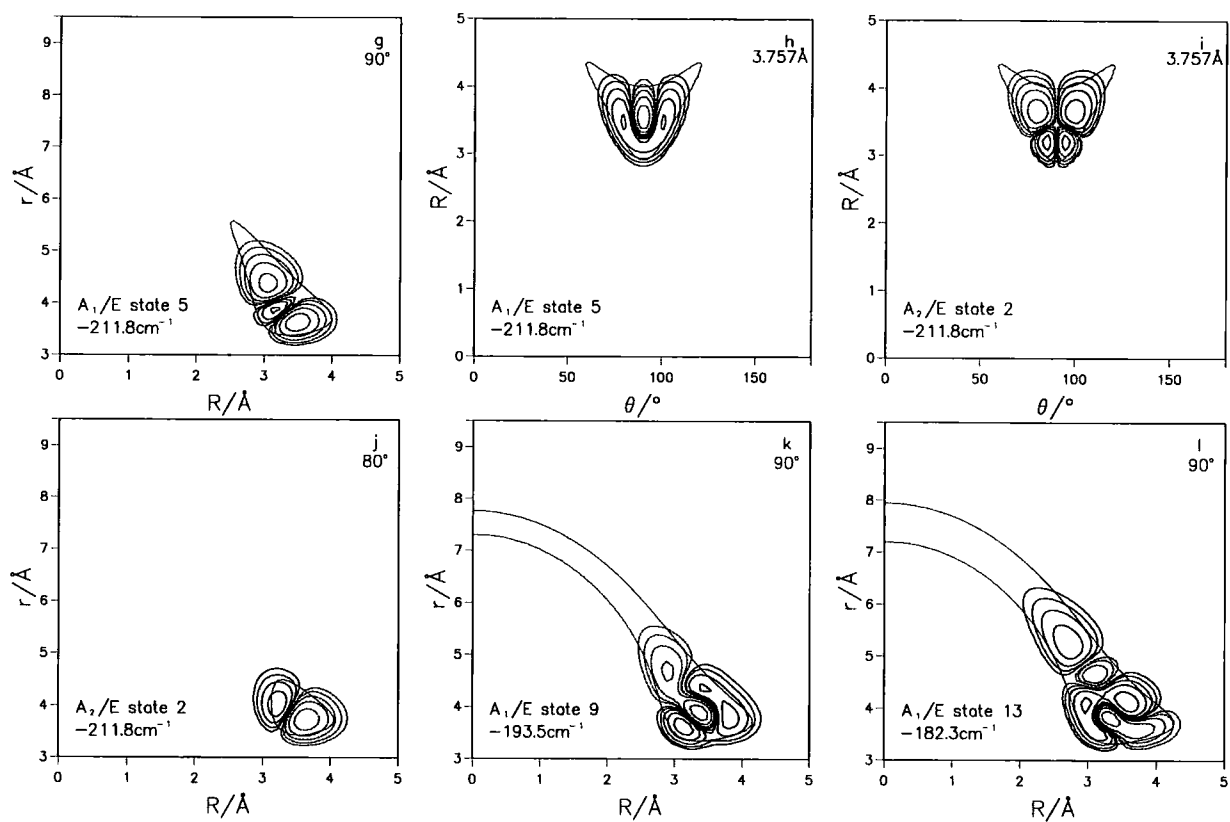 g
90°
r/Å
9
8
7
6
5
4
3
A₁/E state 5
−211.8cm⁻¹
0 1 2 3 4 5
R/Å
h
3.757Å
R/Å
5
4
3
2
1
0
A₁/E state 5
−211.8cm⁻¹
0 50 100 150
θ/°
i
3.757Å
R/Å
5
4
3
2
1
0
A₂/E state 2
−211.8cm⁻¹
0 50 100 150
θ/°
j
80°
r/Å
9
8
7
6
5
4
3
A₂/E state 2
−211.8cm⁻¹
0 1 2 3 4 5
R/Å
k
90°
r/Å
9
8
7
6
5
4
3
A₁/E state 9
−193.5cm⁻¹
0 1 2 3 4 5
R/Å
l
90°
r/Å
9
8
7
6
5
4
3
A₁/E state 13
−182.3cm⁻¹
0 1 2 3 4 5
R/Å